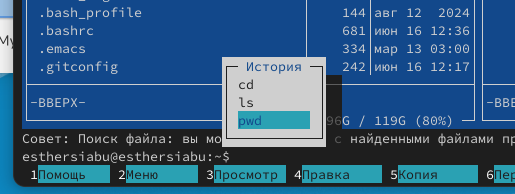 .bash_profile 144 авг 12 2024
.bashrc 681 июн 16 12:36
.emacs 334 мар 13 03:00
.gitconfig 242 июн 16 12:17
История
cd
ls
pwd
-ВВЕРХ- 96G / 119G (80%) -ВВЕ
Совет: Поиск файла: вы мо с найденными файлами пр
esthersiabu@esthersiabu:~$
1Помощь 2Меню 3Просмотр 4Правка 5Копия 6Пер